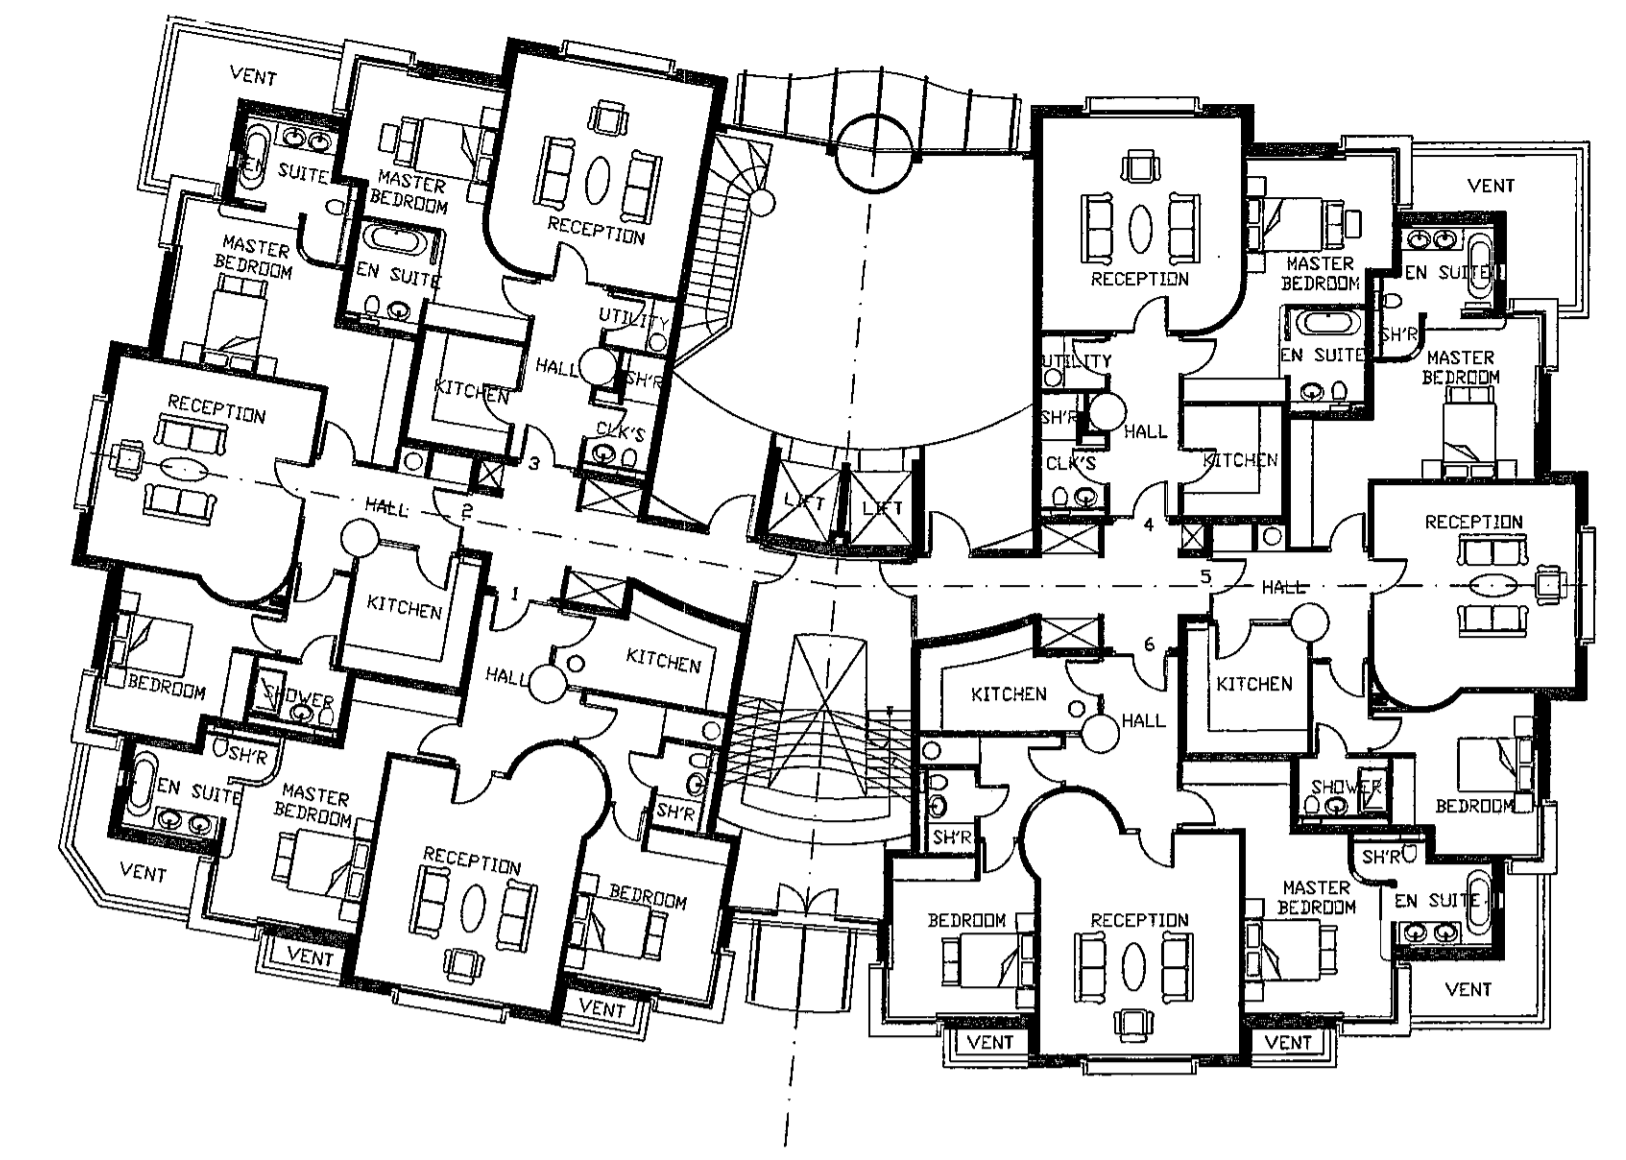 VENT
EN
SUITE
MASTER
BEDROOM
RECEPTION
MASTER
BEDROOM
EN SUITE
UTILITY
HALL
SH'R
KITCHEN
CLK'S
3
RECEPTION
HALL
2
KITCHEN
1
BEDROOM
SHOWER
SH'R
EN SUITE
VENT
MASTER
BEDROOM
HALL
KITCHEN
SH'R
RECEPTION
BEDROOM
VENT
VENT
LIFT
LIFT
RECEPTION
MASTER
BEDROOM
VENT
EN SUITE
SH'R
EN SUITE
MASTER
BEDROOM
UTILITY
SH'R
HALL
CLK'S
KITCHEN
4
RECEPTION
5
HALL
6
KITCHEN
HALL
KITCHEN
SHOWER
BEDROOM
SH'R
SH'R
EN SUITE
MASTER
BEDROOM
BEDROOM
RECEPTION
VENT
VENT
VENT